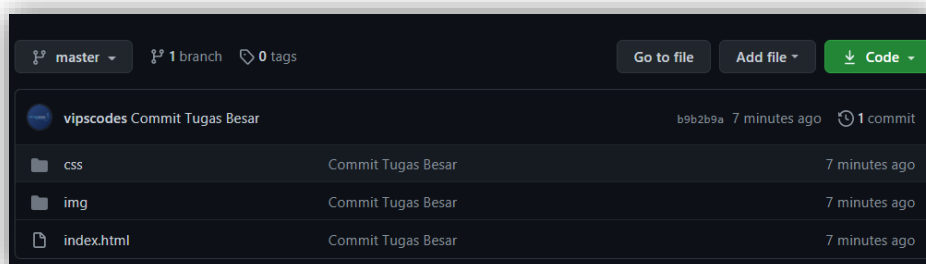 master 1 branch 0 tags Go to file Add file Code
vipscodes Commit Tugas Besar b9b2b9a 7 minutes ago 1 commit
css Commit Tugas Besar 7 minutes ago
img Commit Tugas Besar 7 minutes ago
index.html Commit Tugas Besar 7 minutes ago